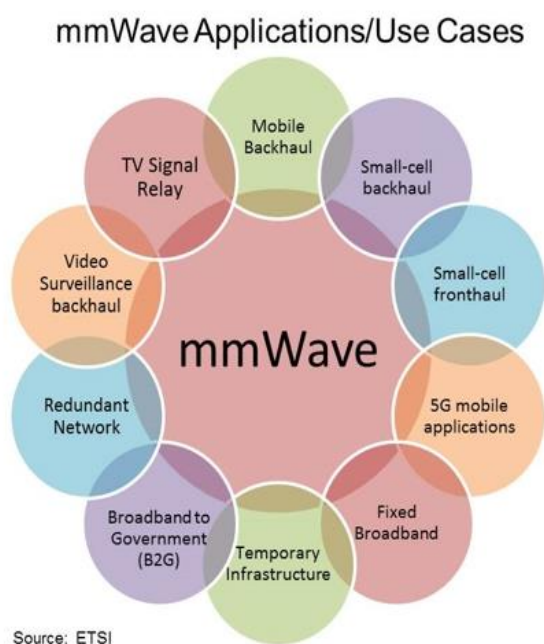 mmWave Applications/Use Cases
Mobile
Backhaul
Small-cell
backhaul
Small-cell
fronthaul
5G mobile
applications
Fixed
Broadband
Temporary
Infrastructure
Broadband to
Government
(B2G)
Redundant
Network
Video
Surveillance
backhaul
TV Signal
Relay
mmWave
Source: ETSI